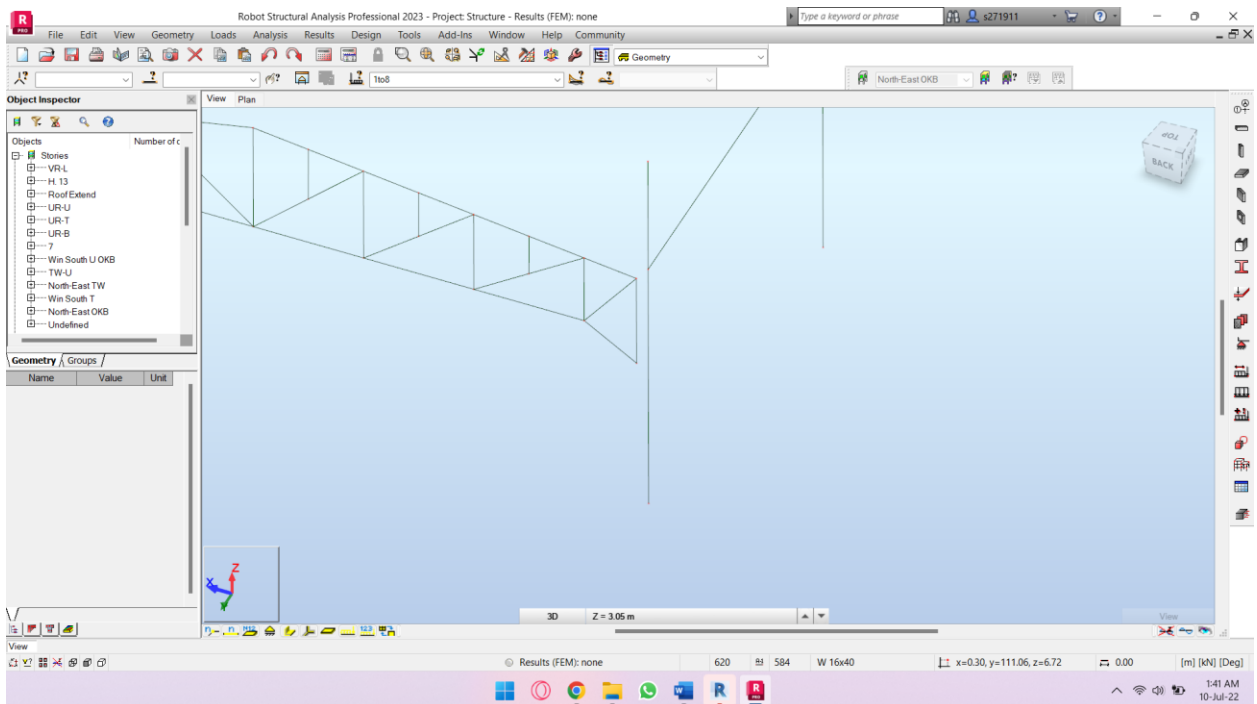 R
PRO
Robot Structural Analysis Professional 2023 - Project: Structure - Results (FEM): none
Type a keyword or phrase
s271911
File Edit View Geometry Loads Analysis Results Design Tools Add-Ins Window Help Community
Geometry
1to8
North-East OKB
Object Inspector
View Plan
Objects Number of c
Stories
VR-L
H. 13
Roof Extend
UR-U
UR-T
UR-B
7
Win South U OKB
TW-U
North-East TW
Win South T
North-East OKB
Undefined
Geometry Groups
Name Value Unit
TOP
BACK
Z
X
Y
3D Z = 3.05 m
View
View
Results (FEM): none 620 584 W 16x40 x=0.30, y=111.06, z=6.72 0.00 [m] [kN] [Deg]
1:41 AM
10-Jul-22